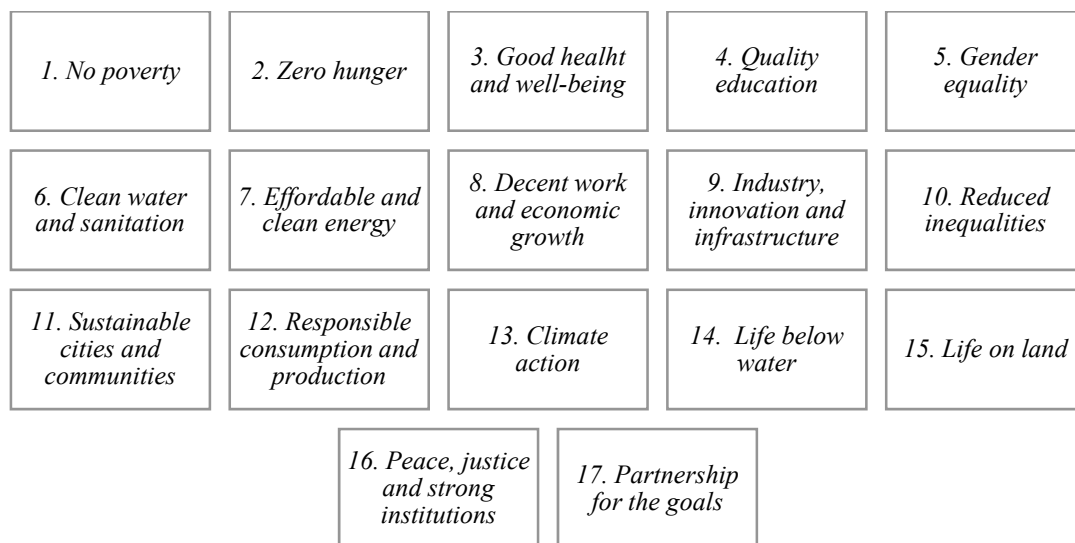 1. No poverty
2. Zero hunger
3. Good healht
and well-being
4. Quality
education
5. Gender
equality
6. Clean water
and sanitation
7. Effordable and
clean energy
8. Decent work
and economic
growth
9. Industry,
innovation and
infrastructure
10. Reduced
inequalities
11. Sustainable
cities and
communities
12. Responsible
consumption and
production
13. Climate
action
14.  Life below
water
15. Life on land
16. Peace, justice
and strong
institutions
17. Partnership
for the goals